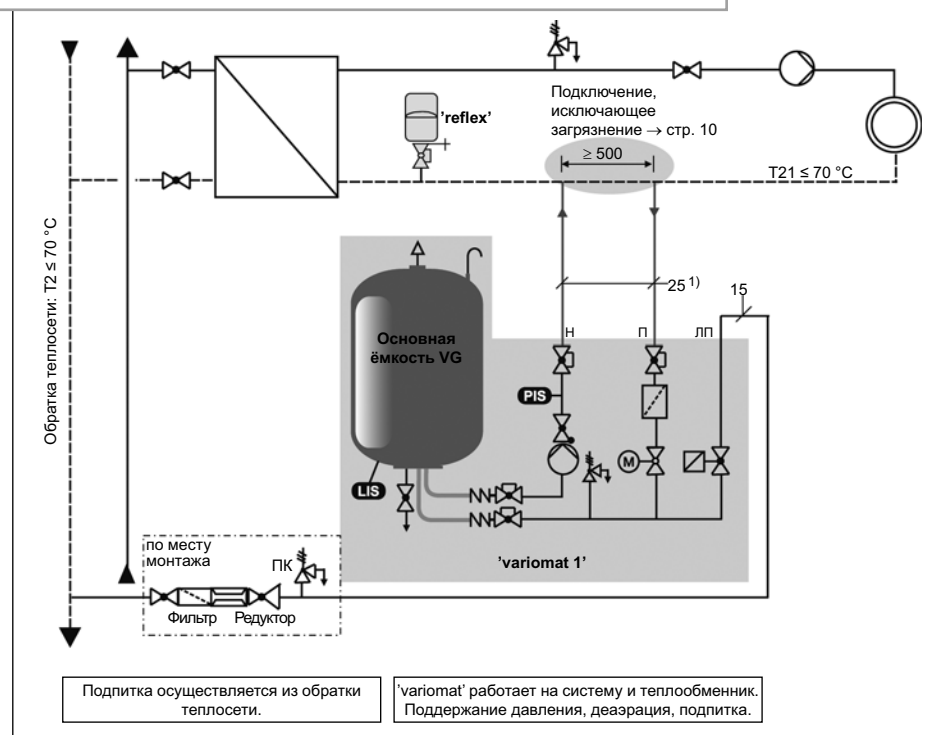 Подключение,
исключающее
загрязнение → стр. 10
'reflex'
≥ 500
T21 ≤ 70 °C
Обратка теплосети: T2 ≤ 70 °C
25 1)
15
Н
П
ЛП
Основная
ёмкость VG
PIS
M
LIS
'variomat 1'
по месту
монтажа
ПК
Фильтр
Редуктор
Подпитка осуществляется из обратки
теплосети.
'variomat' работает на систему и теплообменник.
Поддержание давления, деаэрация, подпитка.